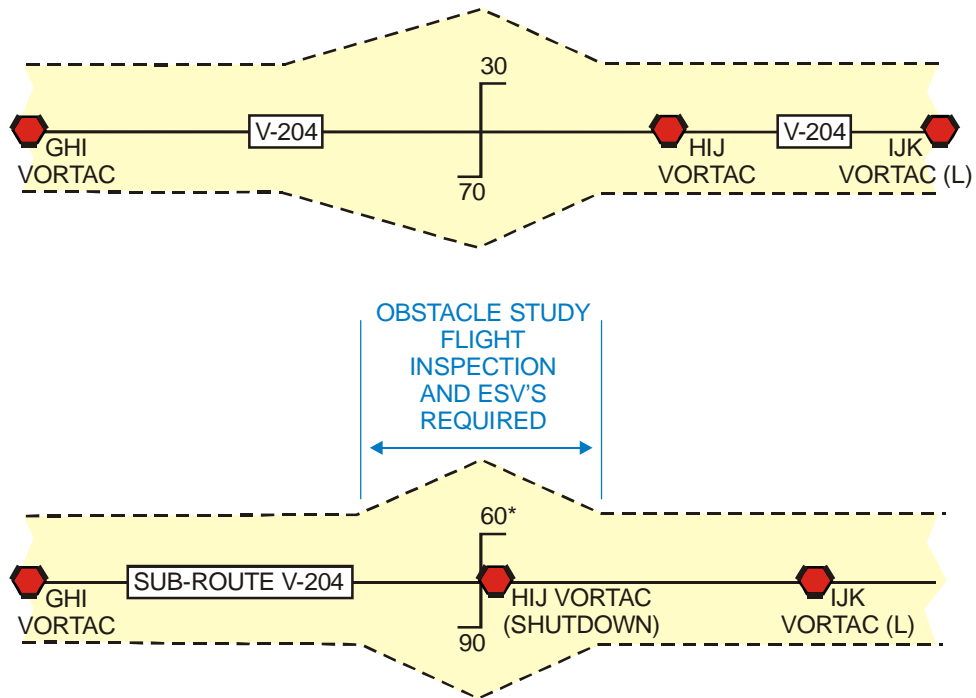 30
V-204
V-204
GHI
VORTAC
HIJ
VORTAC
IJK
VORTAC (L)
70
OBSTACLE STUDY
FLIGHT
INSPECTION
AND ESV'S
REQUIRED
60*
SUB-ROUTE V-204
GHI
VORTAC
HIJ VORTAC
(SHUTDOWN)
IJK
VORTAC (L)
90